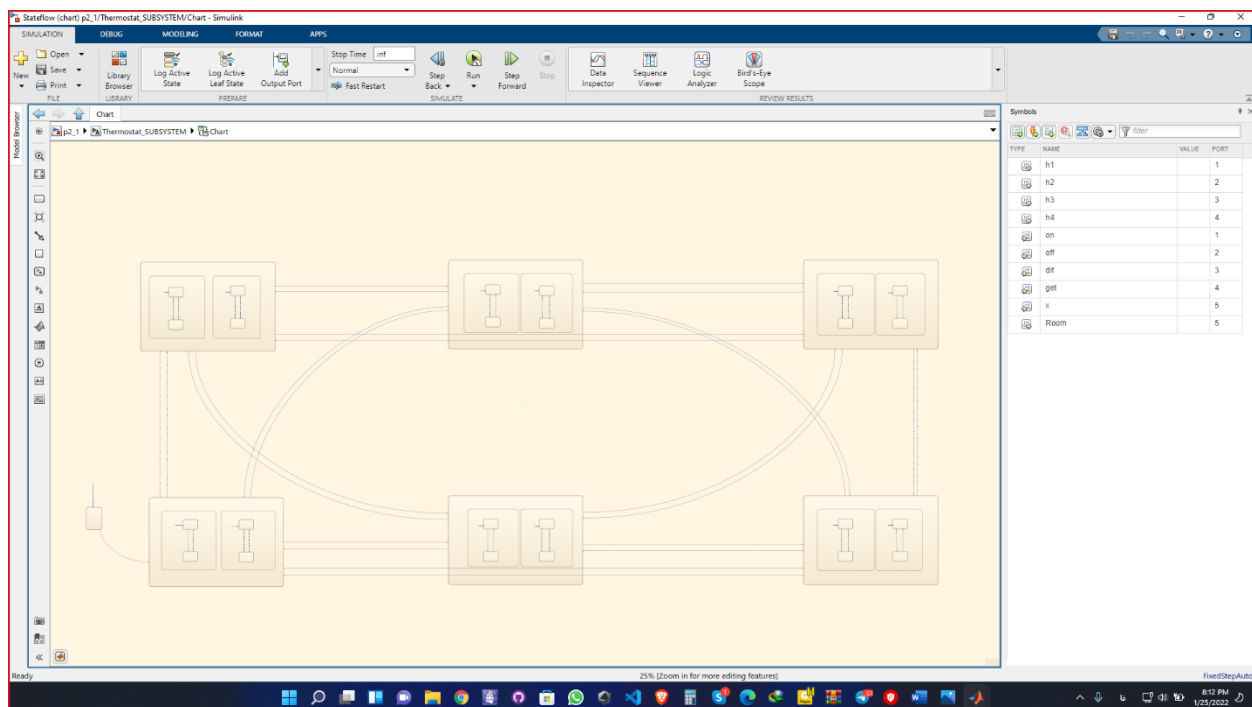 Stateflow (chart) p2_1/Thermostat_SUBSYSTEM/Chart - Simulink
SIMULATION DEBUG MODELING FORMAT APPS
New
Open
Save
Print
FILE
Library Browser
LIBRARY
Log Active State
Log Active Leaf State
Add Output Port
PREPARE
Stop Time inf
Normal
Fast Restart
Step Back
Run
Step Forward
Stop
SIMULATE
Data Inspector
Sequence Viewer
Logic Analyzer
Bird's-Eye Scope
REVIEW RESULTS
Model Browser
Chart
p2_1 Thermostat_SUBSYSTEM Chart
Symbols
filter
TYPE NAME VALUE PORT
h1 1
h2 2
h3 3
h4 4
on 1
off 2
dif 3
get 4
x 5
Room 5
Ready
25% (Zoom in for more editing features)
FixedStepAuto
8:12 PM
1/25/2022